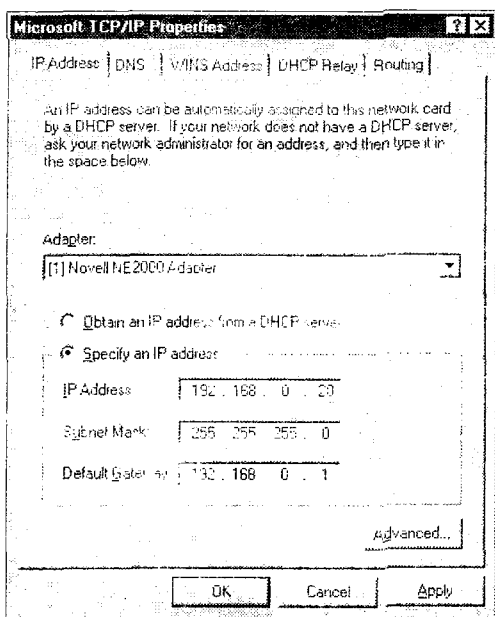 Microsoft TCP/IP Properties
IP Address DNS WINS Address DHCP Relay Routing
An IP address can be automatically assigned to this network card
by a DHCP server. If your network does not have a DHCP server,
ask your network administrator for an address, and then type it in
the space below.
Adapter:
[1] Novell NE2000 Adapter
Obtain an IP address from a DHCP server
Specify an IP address
IP Address 192 . 168 . 0 . 20
Subnet Mask: 255 255 255 . 0
Default Gateway 192 . 168 0 . 1
Advanced...
OK Cancel Apply